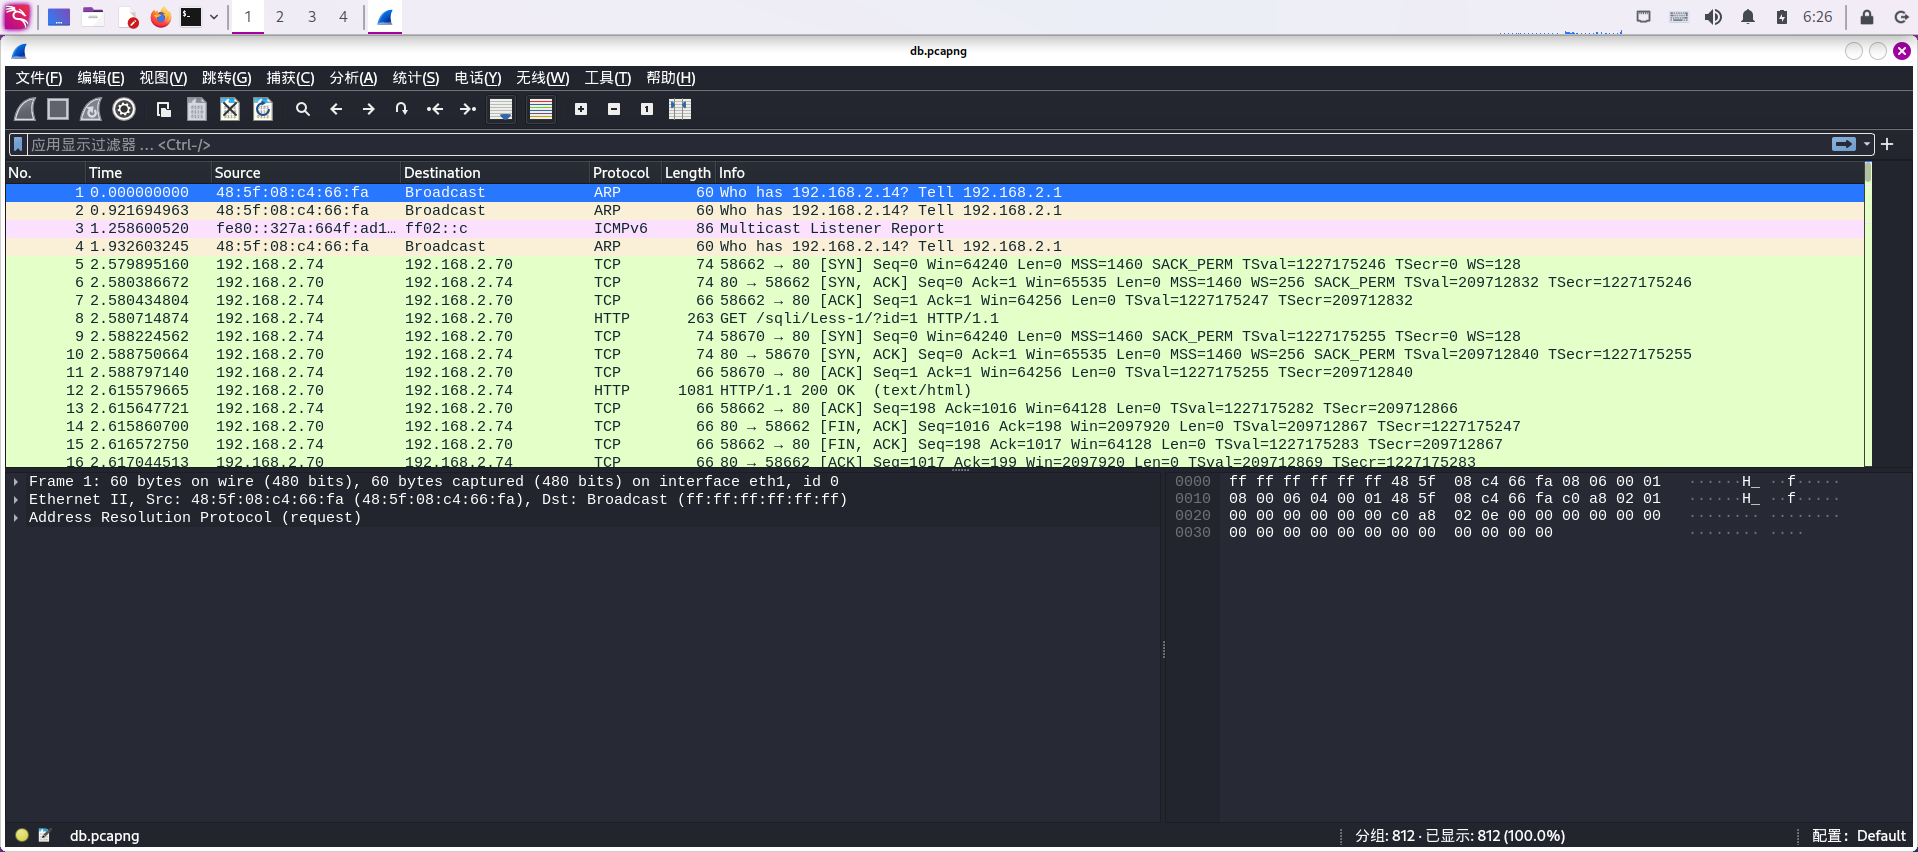 1 2 3 4 6:26
db.pcapng
文件(F) 编辑(E) 视图(V) 跳转(G) 捕获(C) 分析(A) 统计(S) 电话(Y) 无线(W) 工具(T) 帮助(H)
应用显示过滤器 … <Ctrl-/>
No. Time Source Destination Protocol Length Info
1 0.000000000 48:5f:08:c4:66:fa Broadcast ARP 60 Who has 192.168.2.14? Tell 192.168.2.1
2 0.921694963 48:5f:08:c4:66:fa Broadcast ARP 60 Who has 192.168.2.14? Tell 192.168.2.1
3 1.258600520 fe80::327a:664f:ad1… ff02::c ICMPv6 86 Multicast Listener Report
4 1.932603245 48:5f:08:c4:66:fa Broadcast ARP 60 Who has 192.168.2.14? Tell 192.168.2.1
5 2.579895160 192.168.2.74 192.168.2.70 TCP 74 58662 → 80 [SYN] Seq=0 Win=64240 Len=0 MSS=1460 SACK_PERM TSval=1227175246 TSecr=0 WS=128
6 2.580386672 192.168.2.70 192.168.2.74 TCP 74 80 → 58662 [SYN, ACK] Seq=0 Ack=1 Win=65535 Len=0 MSS=1460 WS=256 SACK_PERM TSval=209712832 TSecr=1227175246
7 2.580434804 192.168.2.74 192.168.2.70 TCP 66 58662 → 80 [ACK] Seq=1 Ack=1 Win=64256 Len=0 TSval=1227175247 TSecr=209712832
8 2.580714874 192.168.2.74 192.168.2.70 HTTP 263 GET /sqli/Less-1/?id=1 HTTP/1.1
9 2.588224562 192.168.2.74 192.168.2.70 TCP 74 58670 → 80 [SYN] Seq=0 Win=64240 Len=0 MSS=1460 SACK_PERM TSval=1227175255 TSecr=0 WS=128
10 2.588750664 192.168.2.70 192.168.2.74 TCP 74 80 → 58670 [SYN, ACK] Seq=0 Ack=1 Win=65535 Len=0 MSS=1460 WS=256 SACK_PERM TSval=209712840 TSecr=1227175255
11 2.588797140 192.168.2.74 192.168.2.70 TCP 66 58670 → 80 [ACK] Seq=1 Ack=1 Win=64256 Len=0 TSval=1227175255 TSecr=209712840
12 2.615579665 192.168.2.70 192.168.2.74 HTTP 1081 HTTP/1.1 200 OK (text/html)
13 2.615647721 192.168.2.74 192.168.2.70 TCP 66 58662 → 80 [ACK] Seq=198 Ack=1016 Win=64128 Len=0 TSval=1227175282 TSecr=209712866
14 2.615860700 192.168.2.70 192.168.2.74 TCP 66 80 → 58662 [FIN, ACK] Seq=1016 Ack=198 Win=2097920 Len=0 TSval=209712867 TSecr=1227175247
15 2.616572750 192.168.2.74 192.168.2.70 TCP 66 58662 → 80 [FIN, ACK] Seq=198 Ack=1017 Win=64128 Len=0 TSval=1227175283 TSecr=209712867
16 2.617044513 192.168.2.70 192.168.2.74 TCP 66 80 → 58662 [ACK] Seq=1017 Ack=199 Win=2097920 Len=0 TSval=209712869 TSecr=1227175283
Frame 1: 60 bytes on wire (480 bits), 60 bytes captured (480 bits) on interface eth1, id 0
Ethernet II, Src: 48:5f:08:c4:66:fa (48:5f:08:c4:66:fa), Dst: Broadcast (ff:ff:ff:ff:ff:ff)
Address Resolution Protocol (request)
0000 ff ff ff ff ff ff 48 5f 08 c4 66 fa 08 06 00 01 ······H_ ··f·····
0010 08 00 06 04 00 01 48 5f 08 c4 66 fa c0 a8 02 01 ······H_ ··f·····
0020 00 00 00 00 00 00 c0 a8 02 0e 00 00 00 00 00 00 ········ ········
0030 00 00 00 00 00 00 00 00 00 00 00 00 ········ ····
db.pcapng 分组: 812 · 已显示: 812 (100.0%) 配置: Default